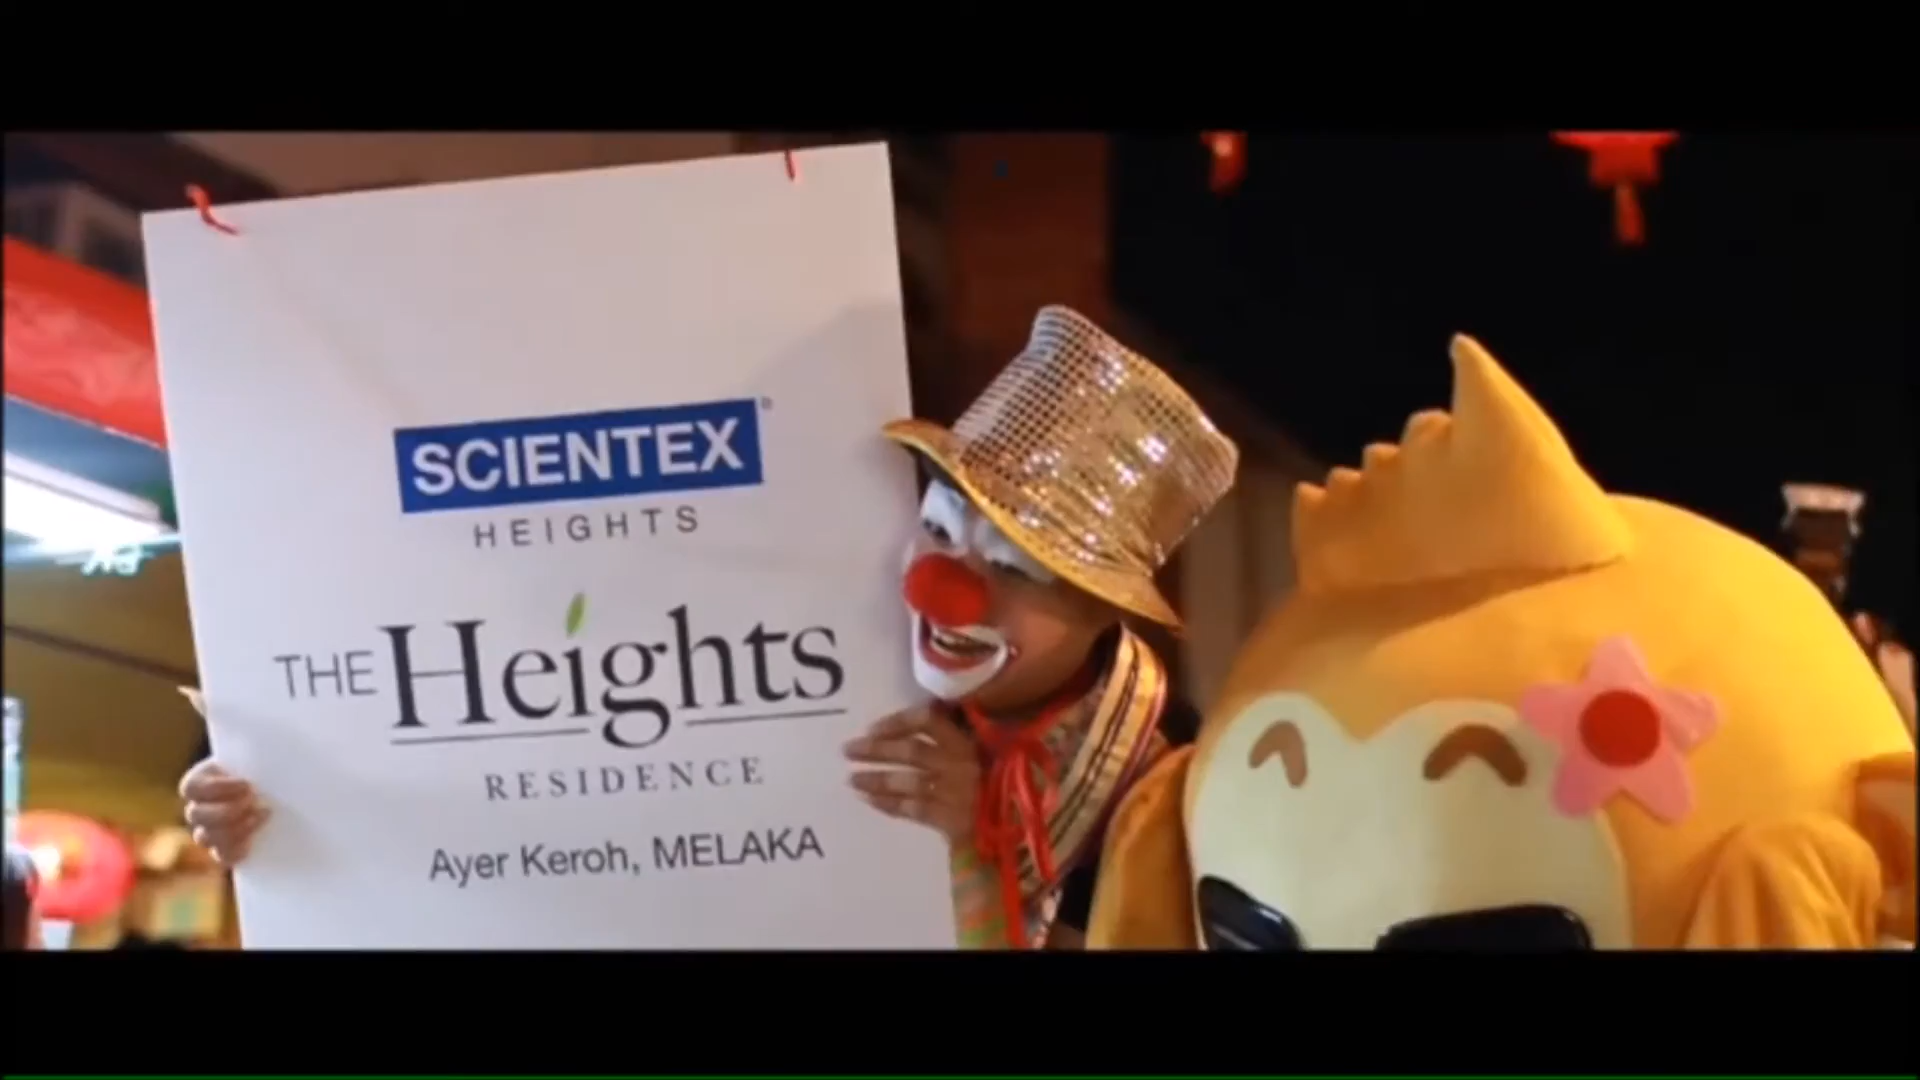 SCIENTEX
HEIGHTS
THE Heights
RESIDENCE
Ayer Keroh, MELAKA